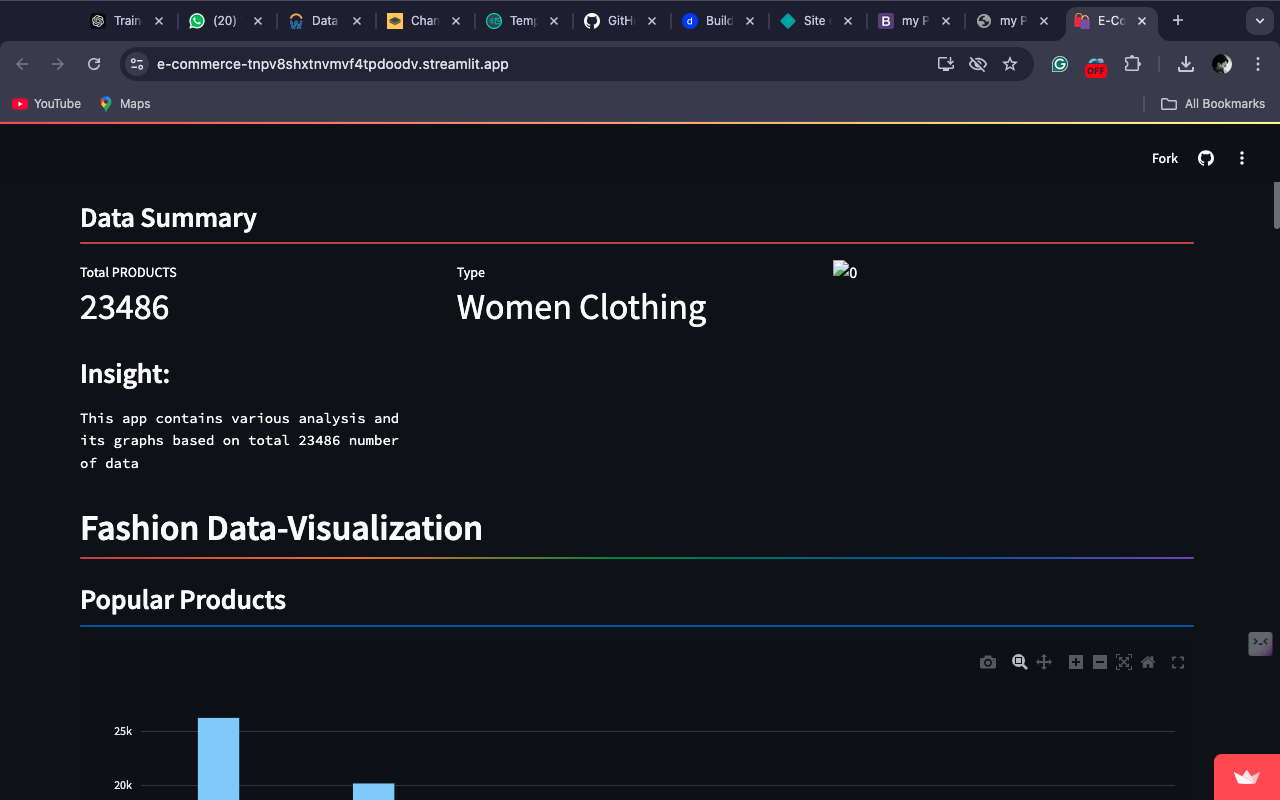 Train
(20)
Data
Chan
Temp
GitH
Build
Site
my P
my P
E-Co
e-commerce-tnpv8shxtnvmvf4tpdoodv.streamlit.app
OFF
YouTube
Maps
All Bookmarks
Fork
Data Summary
Total PRODUCTS
Type
0
23486
Women Clothing
Insight:
This app contains various analysis and
its graphs based on total 23486 number
of data
Fashion Data-Visualization
Popular Products
25k
20k